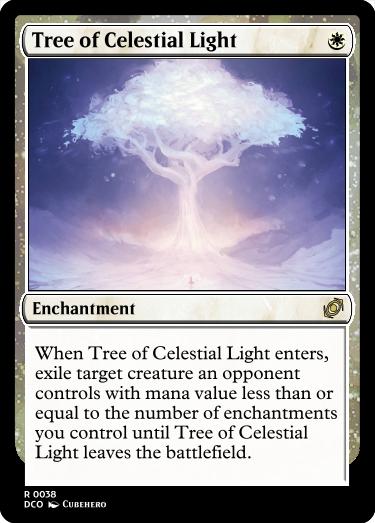 Tree of Celestial Light
Enchantment
When Tree of Celestial Light enters,
exile target creature an opponent
controls with mana value less than or
equal to the number of enchantments
you control until Tree of Celestial
Light leaves the battlefield.
R 0038
DCO Cubehero